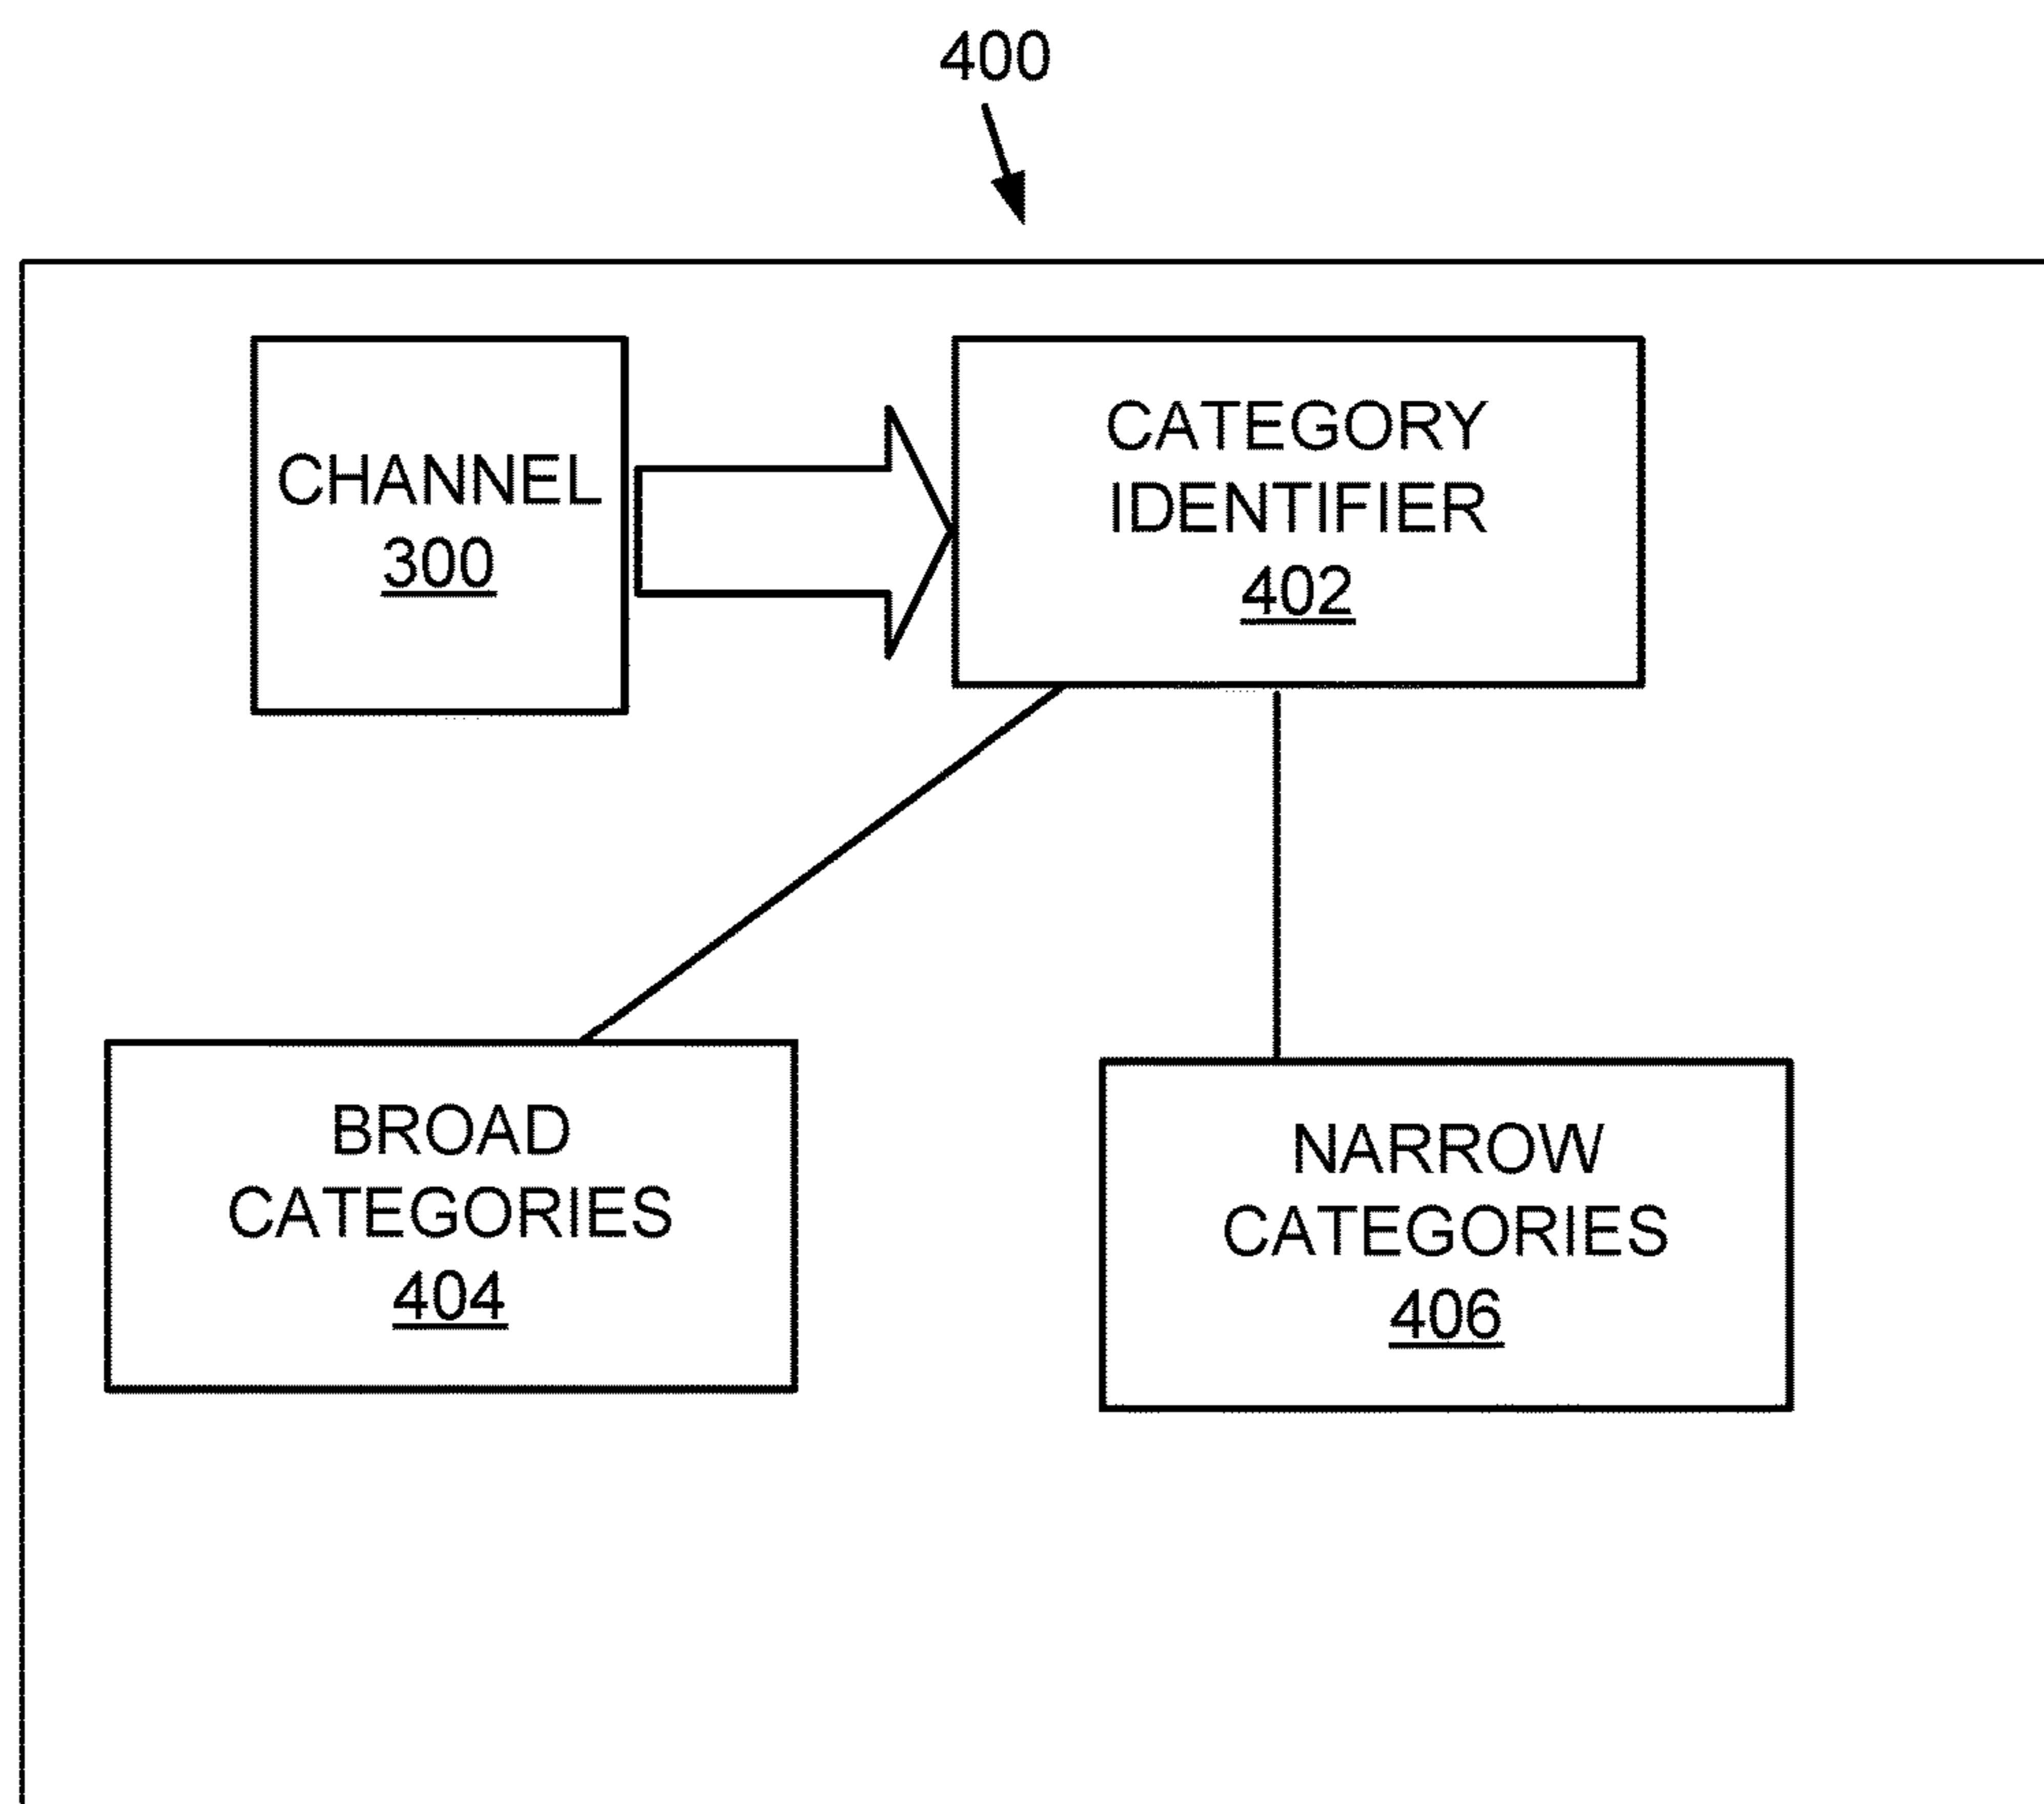 400
CHANNEL
300
CATEGORY
IDENTIFIER
402
BROAD
CATEGORIES
404
NARROW
CATEGORIES
406